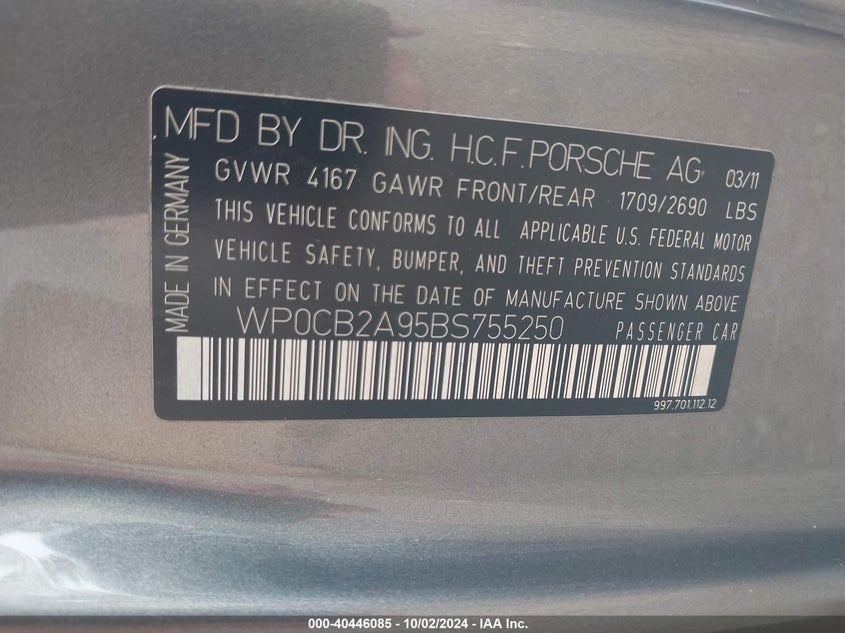 MFD BY DR. ING. H.C.F. PORSCHE AG 03/11
GVWR 4167 GAWR FRONT/REAR 1709/2690 LBS
THIS VEHICLE CONFORMS TO ALL APPLICABLE U.S. FEDERAL MOTOR
VEHICLE SAFETY, BUMPER, AND THEFT PREVENTION STANDARDS
IN EFFECT ON THE DATE OF MANUFACTURE SHOWN ABOVE
WP0CB2A95BS755250 PASSENGER CAR
997.701.112.12
MADE IN GERMANY
000-40446085 - 10/02/2024 - IAA Inc.